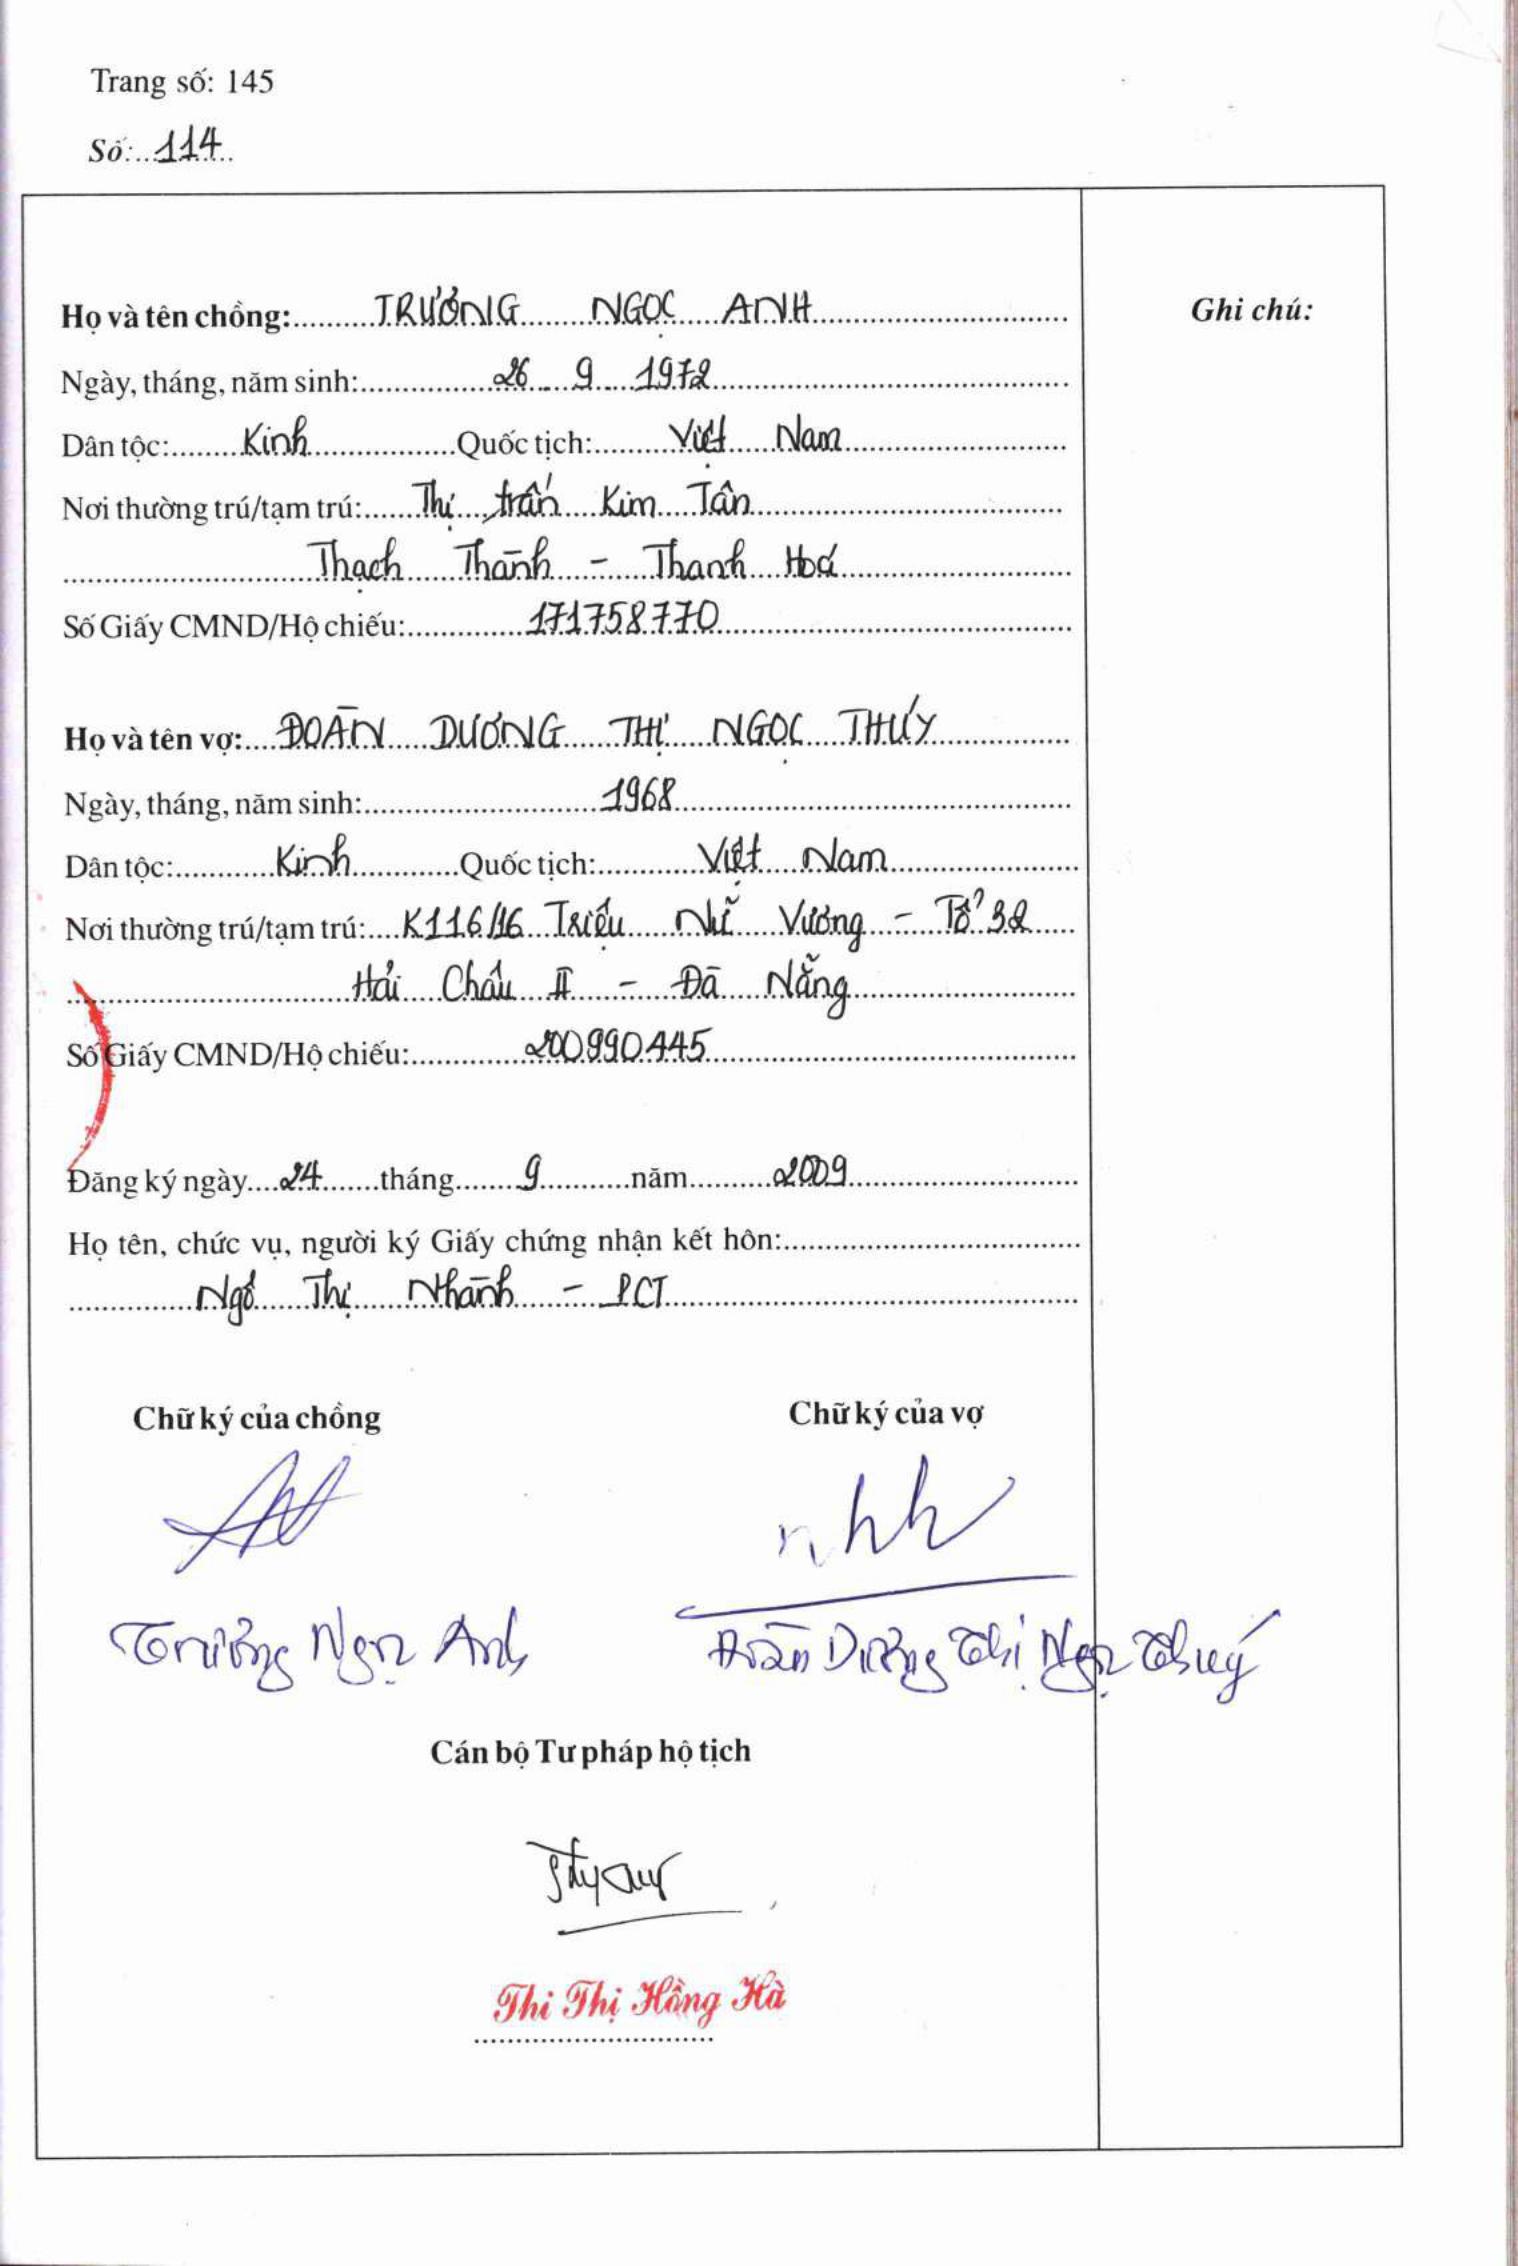 Trang số: 145
Số: 114
Họ và tên chồng: TRƯƠNG NGỌC ANH
Ghi chú:
Ngày, tháng, năm sinh: 26 9 1972
Dân tộc: Kinh Quốc tịch: Việt Nam
Nơi thường trú/tạm trú: Thị trấn Kim Tân
Thạch Thành - Thanh Hoá
Số Giấy CMND/Hộ chiếu: 171758770
Họ và tên vợ: ĐOÀN DƯƠNG THỊ NGỌC THÚY
Ngày, tháng, năm sinh: 1968
Dân tộc: Kinh Quốc tịch: Việt Nam
Nơi thường trú/tạm trú: K116/16 Triệu Nữ Vương - Tổ 32
Hải Châu II - Đà Nẵng
Số Giấy CMND/Hộ chiếu: 200990445
Đăng ký ngày 24 tháng 9 năm 2009
Họ tên, chức vụ, người ký Giấy chứng nhận kết hôn:
Ngô Thị Nhành - PCT
Chữ ký của chồng Chữ ký của vợ
Trương Ngọc Anh Đoàn Dương Thị Ngọc Thuý
Cán bộ Tư pháp hộ tịch
Thi Thị Hồng Hà